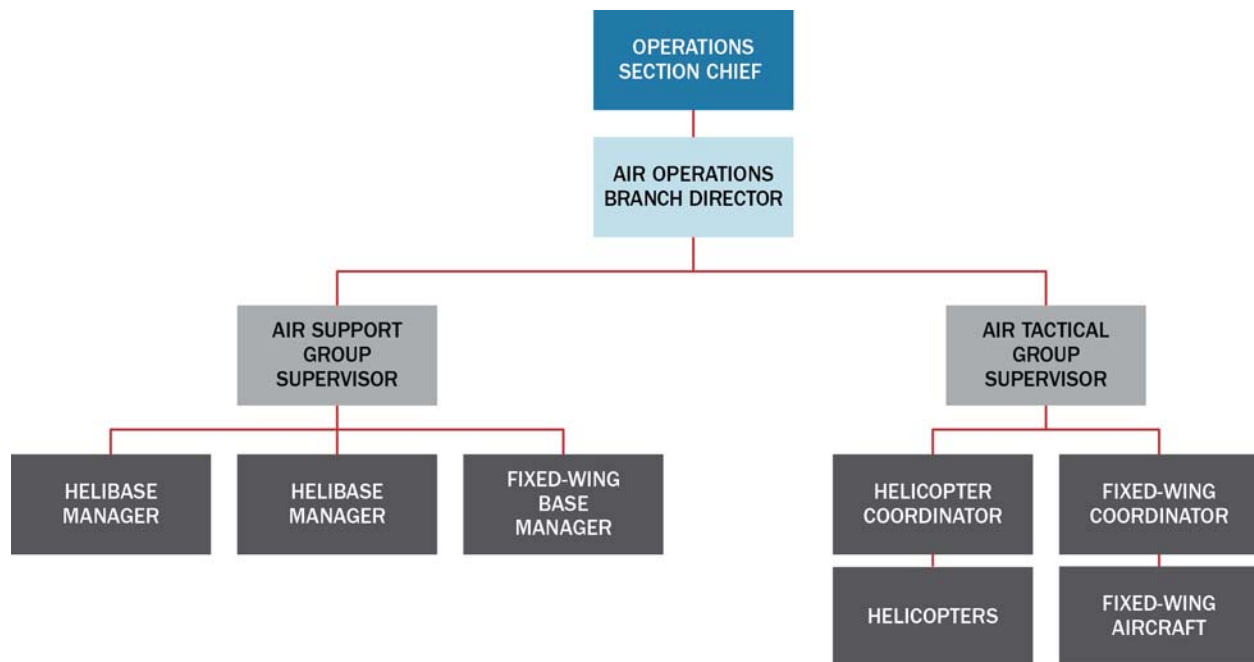 OPERATIONS
SECTION CHIEF
AIR OPERATIONS
BRANCH DIRECTOR
AIR SUPPORT
GROUP
SUPERVISOR
AIR TACTICAL
GROUP
SUPERVISOR
HELIBASE
MANAGER
HELIBASE
MANAGER
FIXED-WING
BASE
MANAGER
HELICOPTER
COORDINATOR
FIXED-WING
COORDINATOR
HELICOPTERS
FIXED-WING
AIRCRAFT